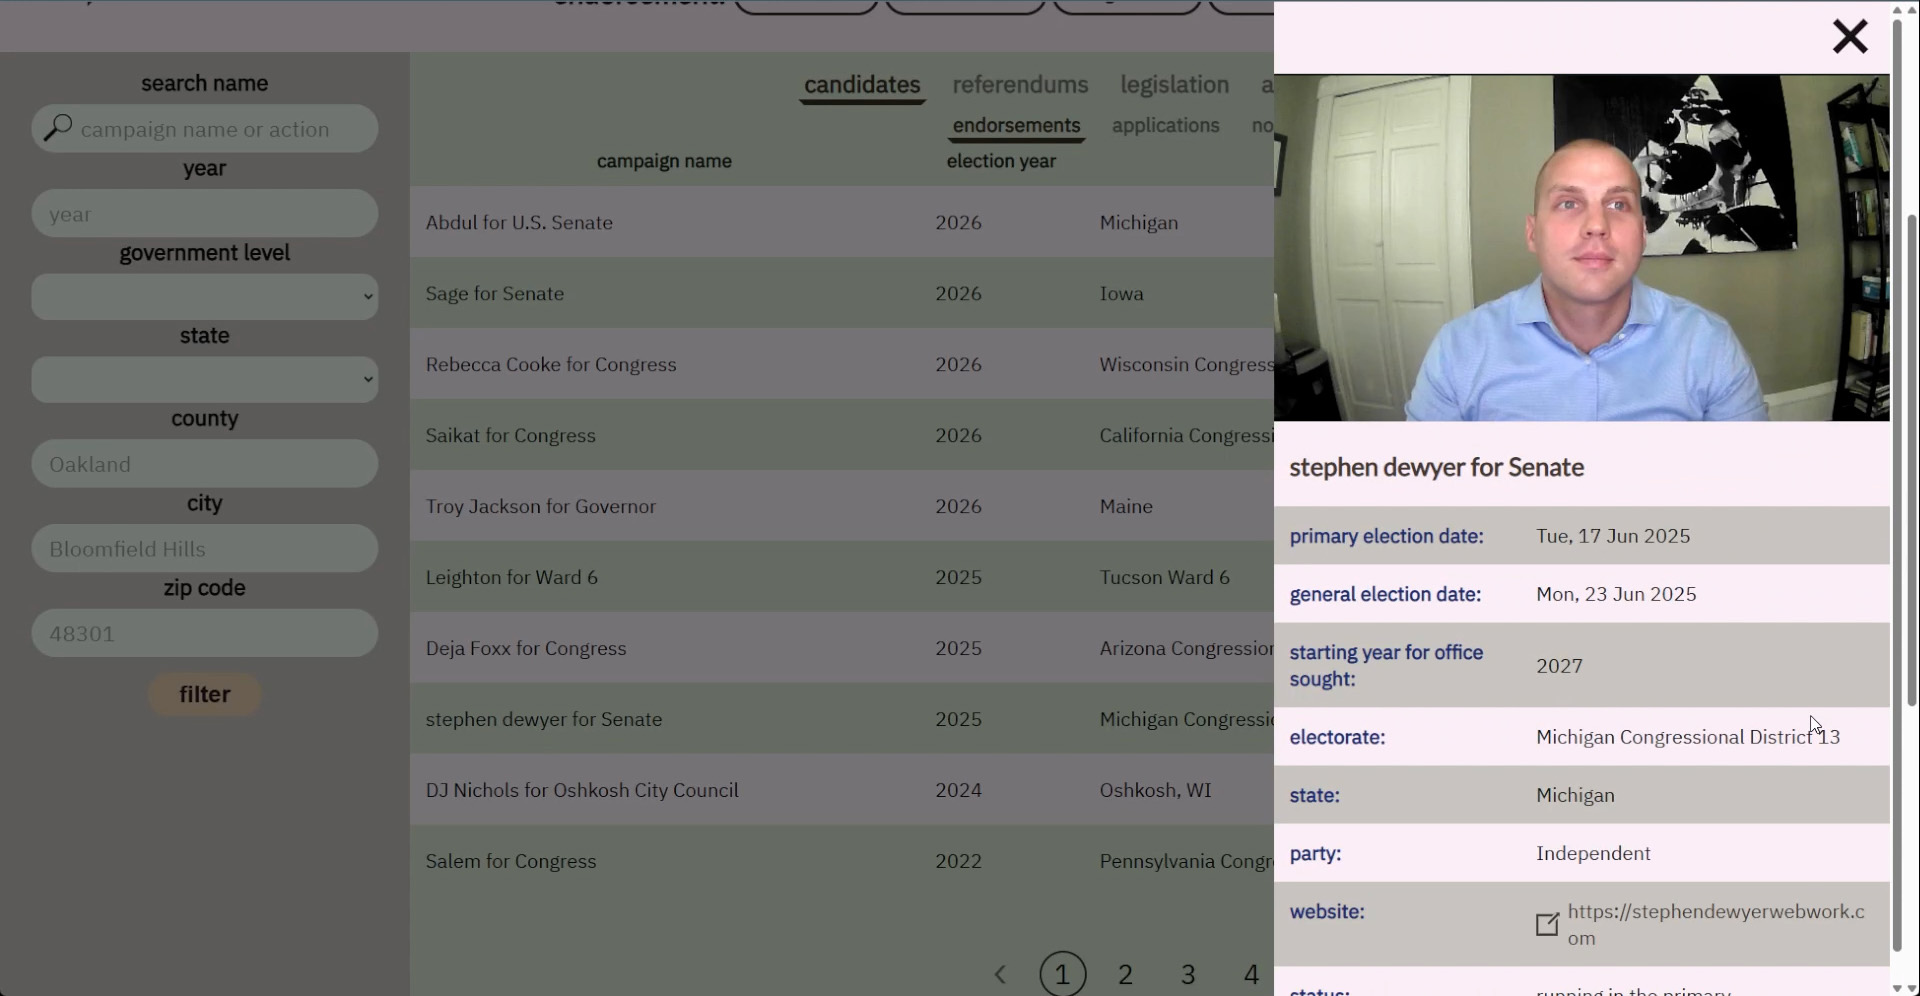 search name
campaign name or action
year
year
government level
state
county
Oakland
city
Bloomfield Hills
zip code
48301
filter
candidates referendums legislation a
endorsements applications no
campaign name election year
Abdul for U.S. Senate 2026 Michigan
Sage for Senate 2026 Iowa
Rebecca Cooke for Congress 2026 Wisconsin Congress
Saikat for Congress 2026 California Congressi
Troy Jackson for Governor 2026 Maine
Leighton for Ward 6 2025 Tucson Ward 6
Deja Foxx for Congress 2025 Arizona Congression
stephen dewyer for Senate 2025 Michigan Congressic
DJ Nichols for Oshkosh City Council 2024 Oshkosh, WI
Salem for Congress 2022 Pennsylvania Congre
< 1 2 3 4
stephen dewyer for Senate
primary election date: Tue, 17 Jun 2025
general election date: Mon, 23 Jun 2025
starting year for office
sought: 2027
electorate: Michigan Congressional District 13
state: Michigan
party: Independent
website: https://stephendewyerwebwork.c
om
status: running in the primary